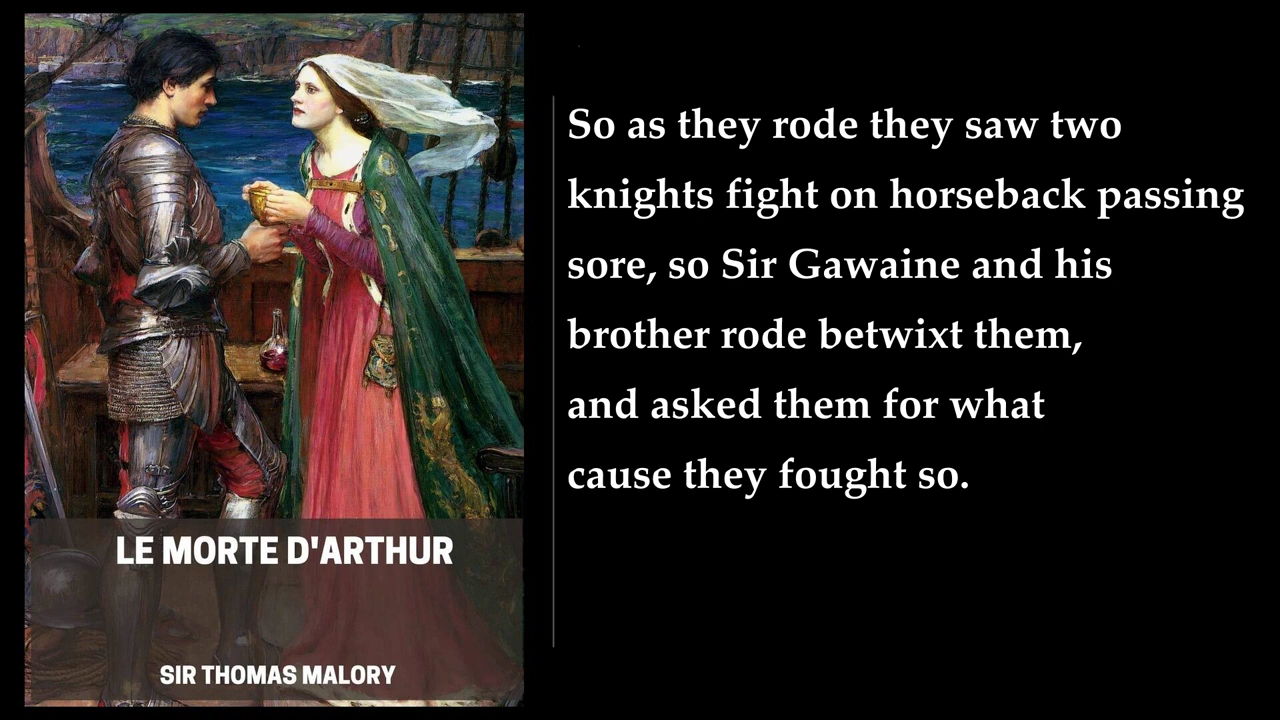 LE MORTE D'ARTHUR
SIR THOMAS MALORY
So as they rode they saw two
knights fight on horseback passing
sore, so Sir Gawaine and his
brother rode betwixt them,
and asked them for what
cause they fought so.